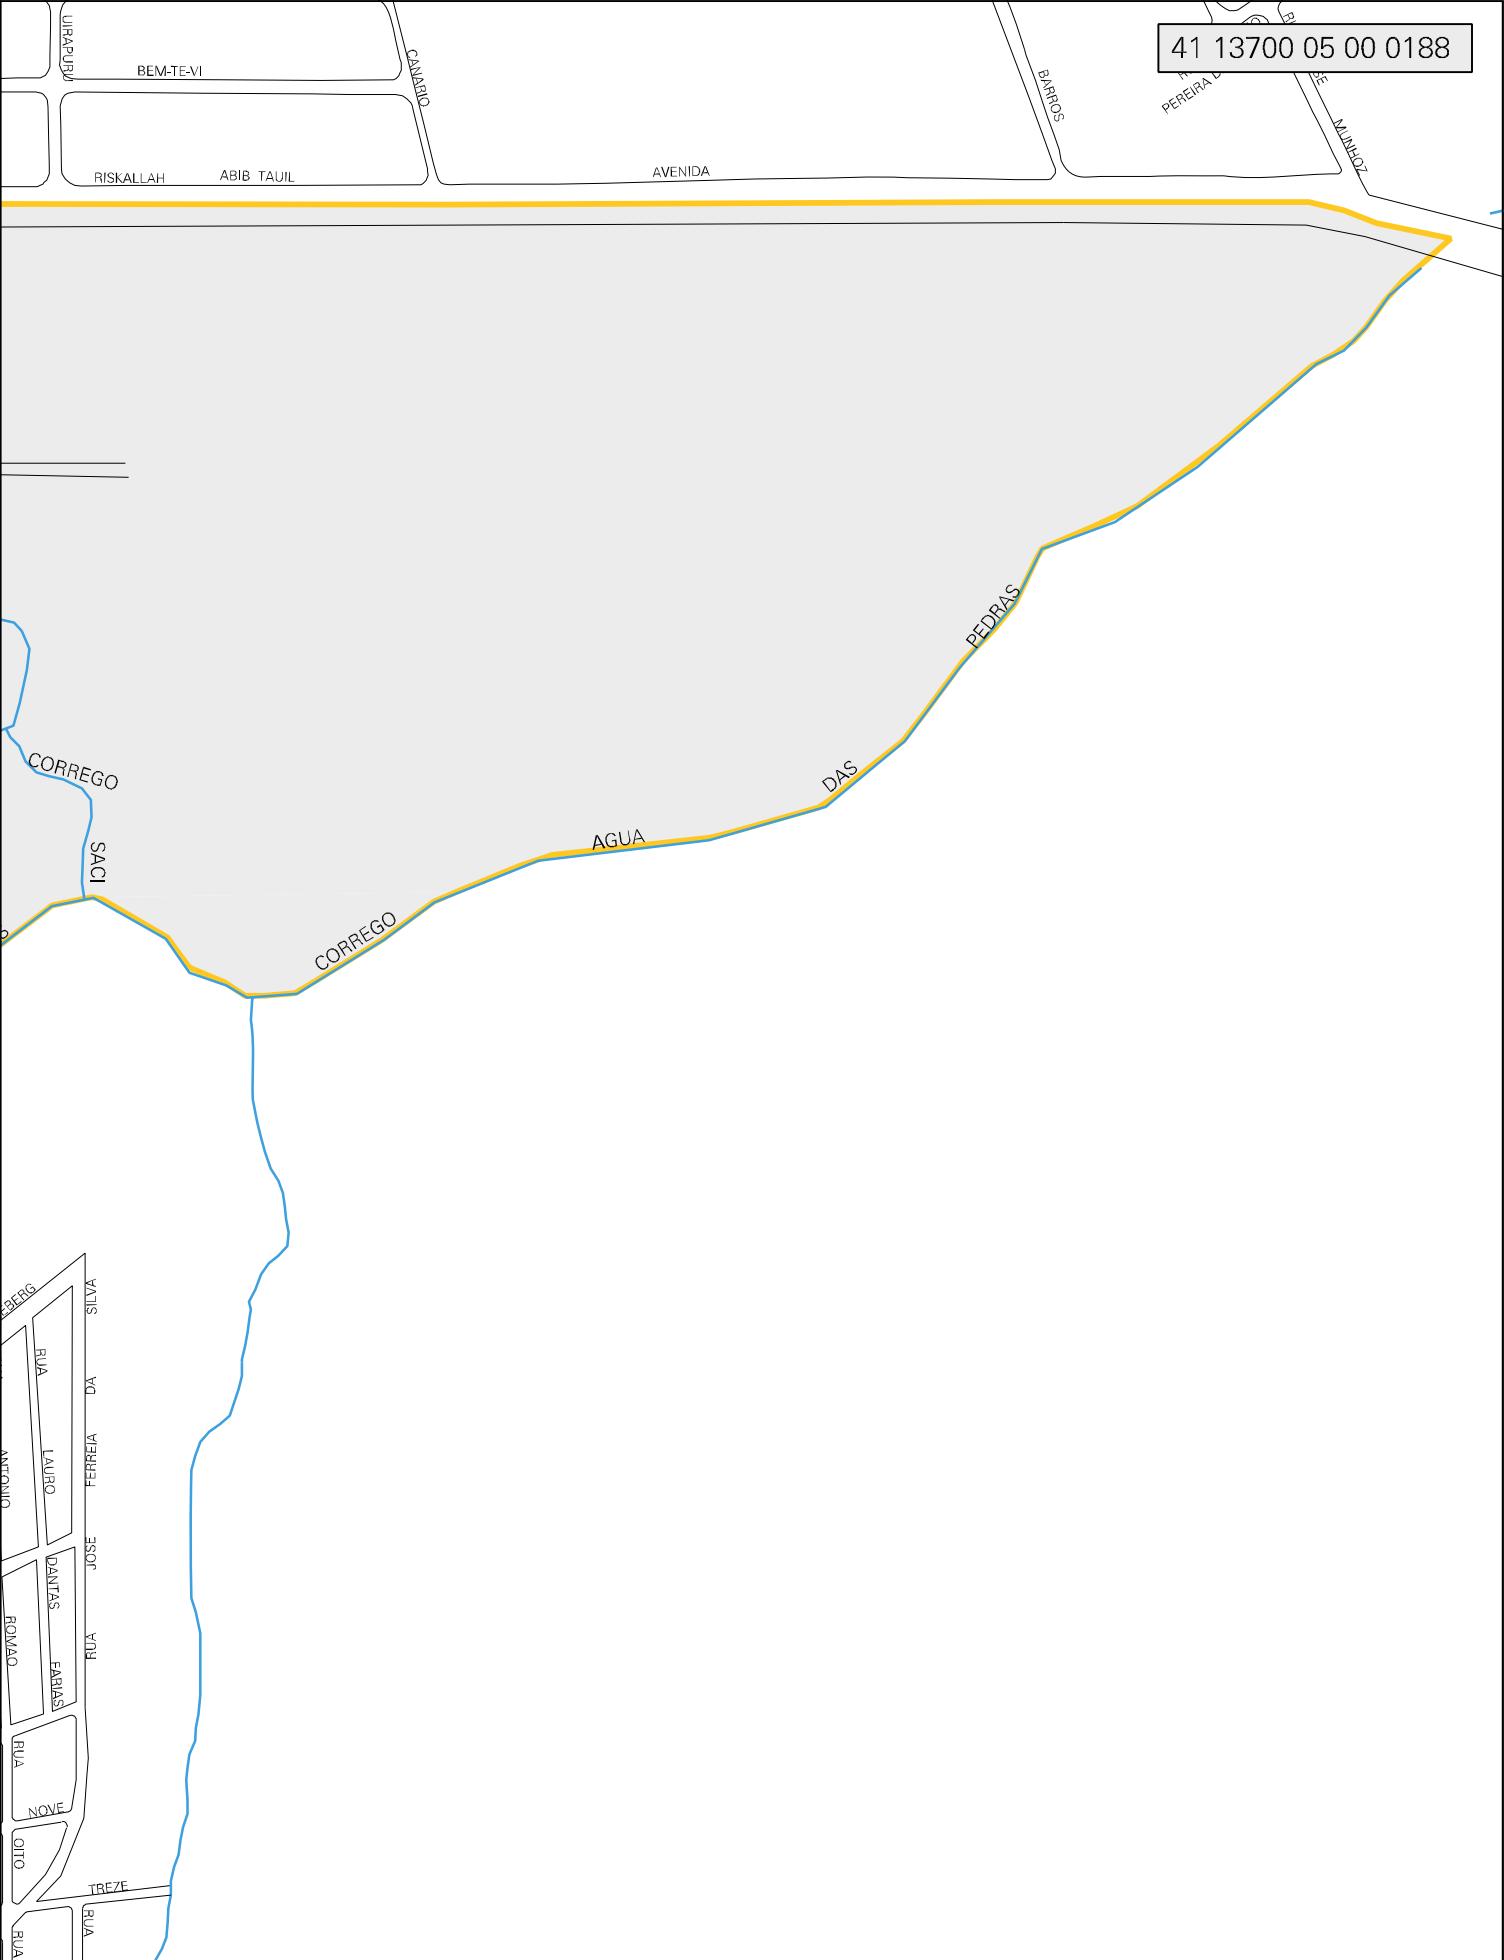 UIRAPURU
BEM-TE-VI
CANARIO
BARROS
41 13700 05 00 0188
PEREIRA
MUNHOZ
RISKALLAH ABIB TAUIL
AVENIDA
CORREGO
SACI
CORREGO
AGUA
DAS
PEDRAS
RUA
LAURO
DANTAS
FARIAS
SILVA
DA
FERREIA
JOSE
RUA
ANTONIO
ROMAO
RUA
NOVE
OITO
TREZE
RUA
RUA